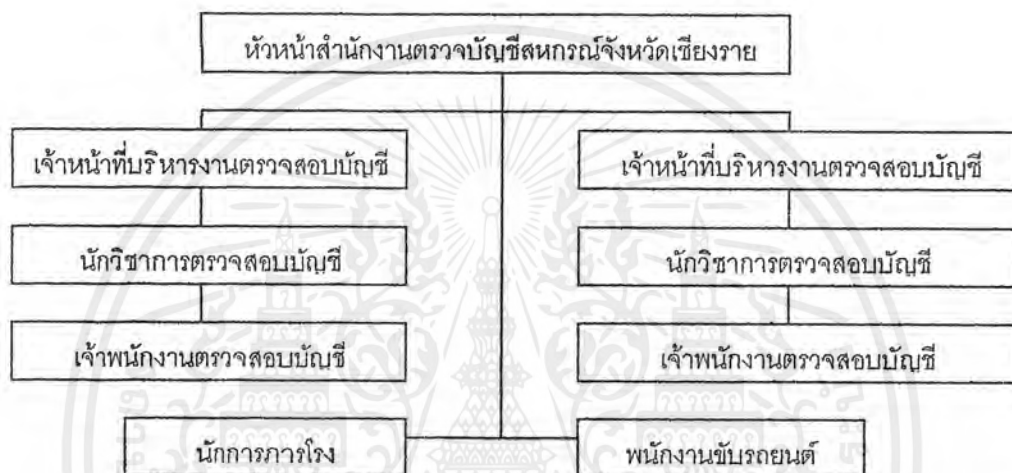 หัวหน้าสำนักงานตรวจบัญชีสหกรณ์จังหวัดเชียงราย
เจ้าหน้าที่บริหารงานตรวจสอบบัญชี
เจ้าหน้าที่บริหารงานตรวจสอบบัญชี
นักวิชาการตรวจสอบบัญชี
นักวิชาการตรวจสอบบัญชี
เจ้าพนักงานตรวจสอบบัญชี
เจ้าพนักงานตรวจสอบบัญชี
นักการภารโรง
พนักงานขับรถยนต์